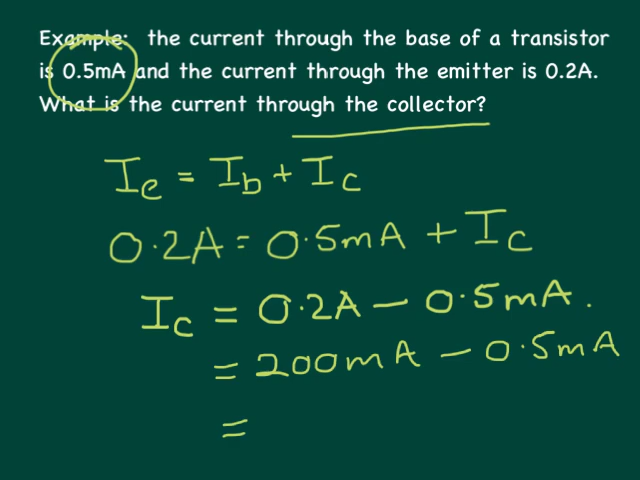 Example: the current through the base of a transistor
is 0.5mA and the current through the emitter is 0.2A.
What is the current through the collector?
Ie = Ib + Ic
0.2A = 0.5mA + Ic
Ic = 0.2A - 0.5mA.
= 200mA - 0.5mA
=